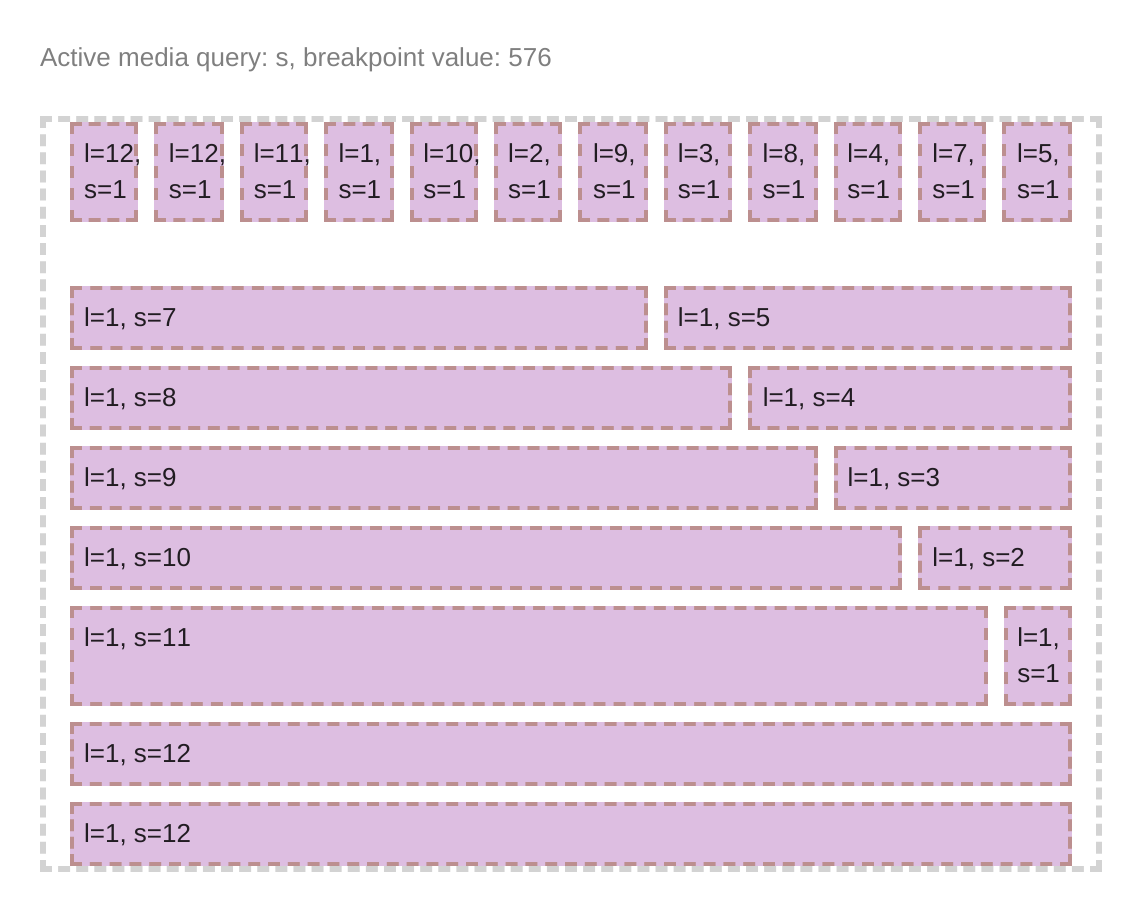 Active media query: s, breakpoint value: 576
l=12, l=12, l=11, l=1, l=10, l=2, l=9, l=3, l=8, l=4, l=7, l=5,
s=1 s=1 s=1 s=1 s=1 s=1 s=1 s=1 s=1 s=1 s=1 s=1
l=1, s=7 l=1, s=5
l=1, s=8 l=1, s=4
l=1, s=9 l=1, s=3
l=1, s=10 l=1, s=2
l=1, s=11 l=1,
s=1
l=1, s=12
l=1, s=12